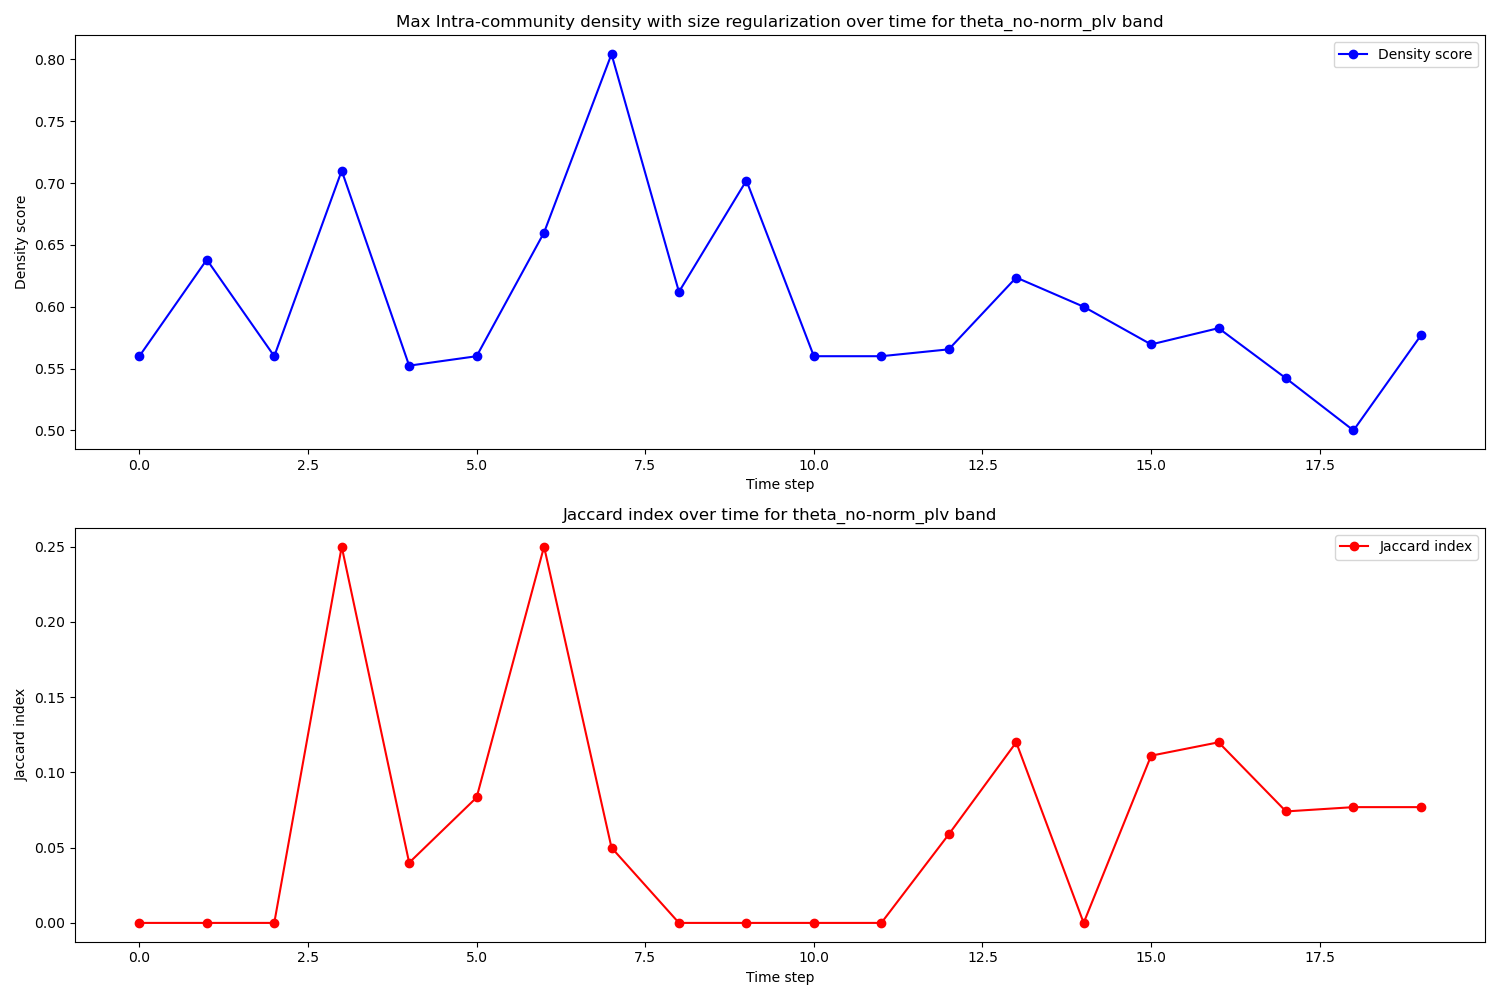 Max Intra-community density with size regularization over time for theta_no-norm_plv band
Density score
0.80
0.75
0.70
0.65
0.60
0.55
0.50
Density score
0.0 2.5 5.0 7.5 10.0 12.5 15.0 17.5
Time step
Jaccard index over time for theta_no-norm_plv band
Jaccard index
0.25
0.20
0.15
0.10
0.05
0.00
Jaccard index
0.0 2.5 5.0 7.5 10.0 12.5 15.0 17.5
Time step